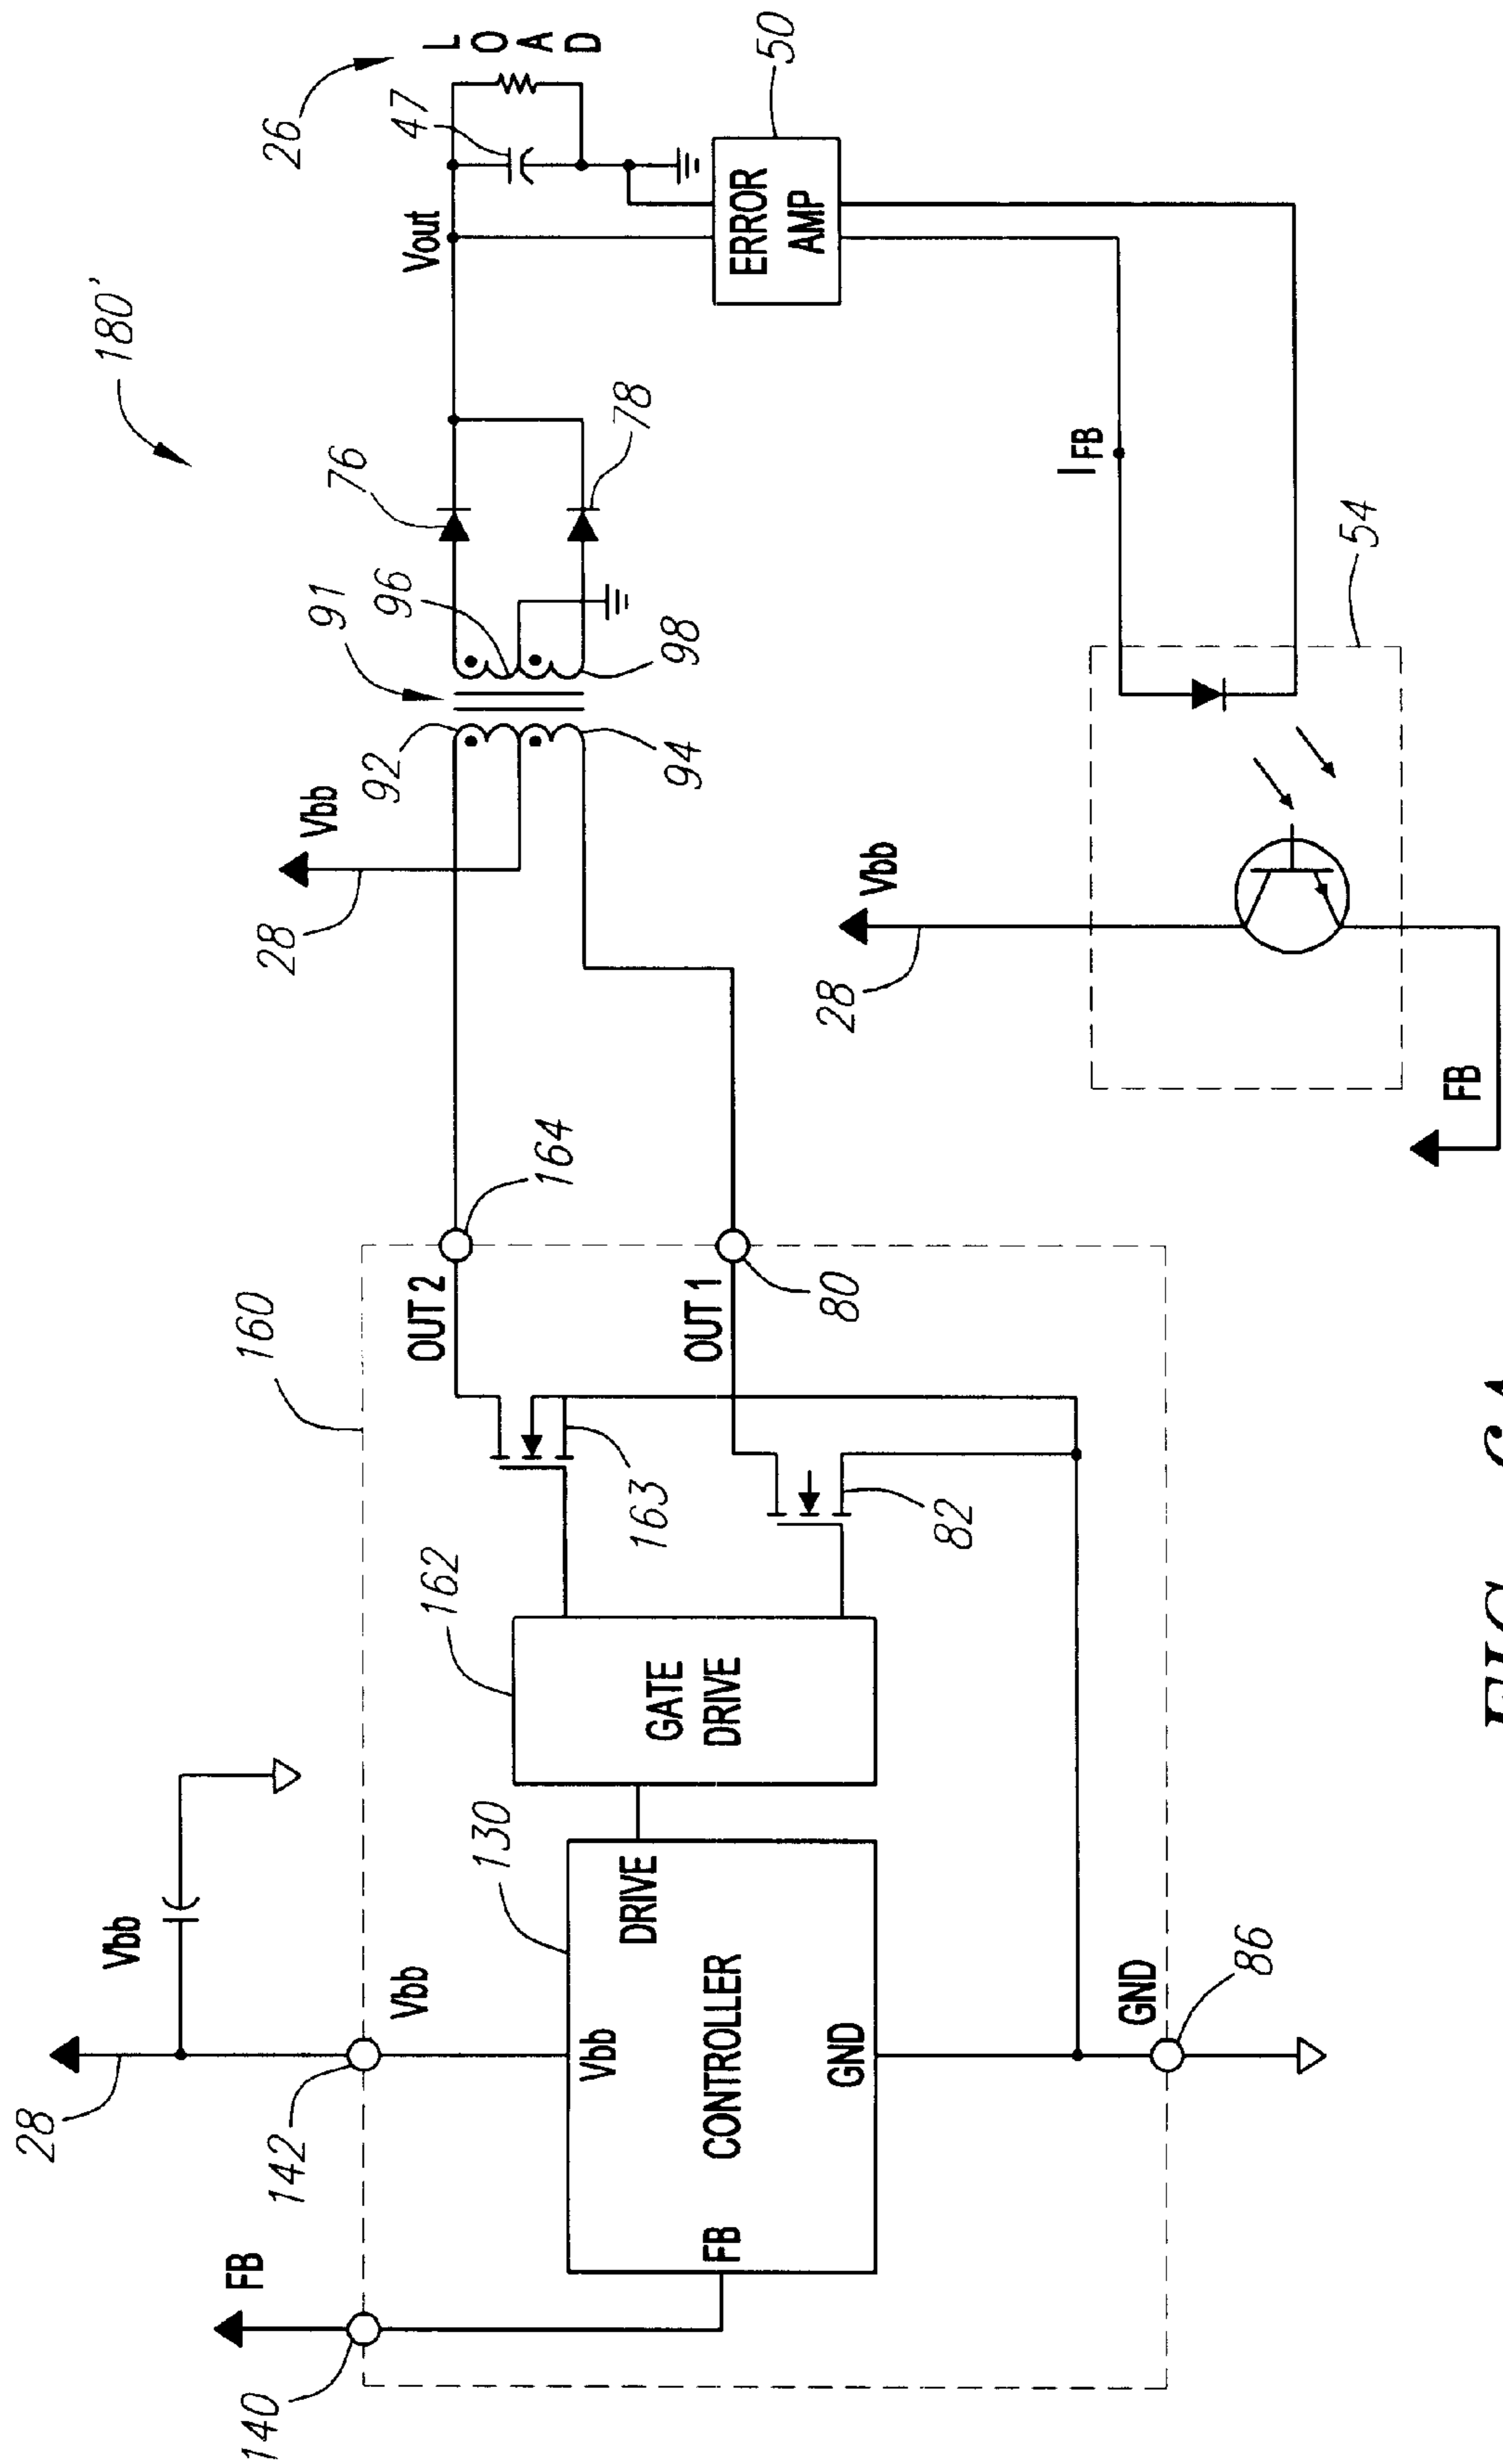 180'
26
LOAD
47
Vout
76
78
91
96
98
92
94
Vbb
28
ERROR
AMP
50
IFB
54
Vbb
28
FB
160
OUT 2
164
OUT 1
80
163
82
162
GATE
DRIVE
130
DRIVE
Vbb
CONTROLLER
FB
GND
28
Vbb
142
Vbb
FB
140
GND
86